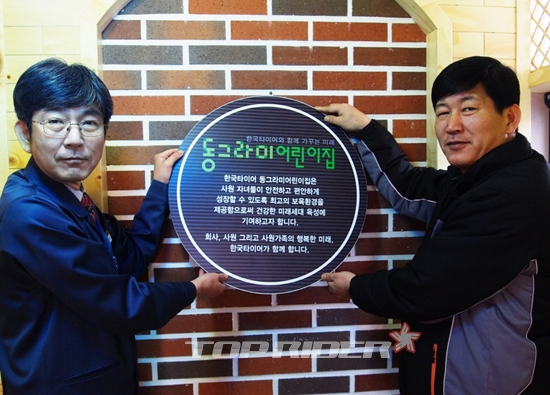 한국타이어와 함께 가꾸는 미래
동그라미어린이집
한국타이어 동그라미어린이집은
사원 자녀들이 안전하고 편안하게
성장할 수 있도록 최고의 보육환경을
제공함으로써 건강한 미래세대 육성에
기여하고자 합니다.
회사, 사원 그리고 사원가족의 행복한 미래,
한국타이어가 함께 합니다.
TOPRIDER